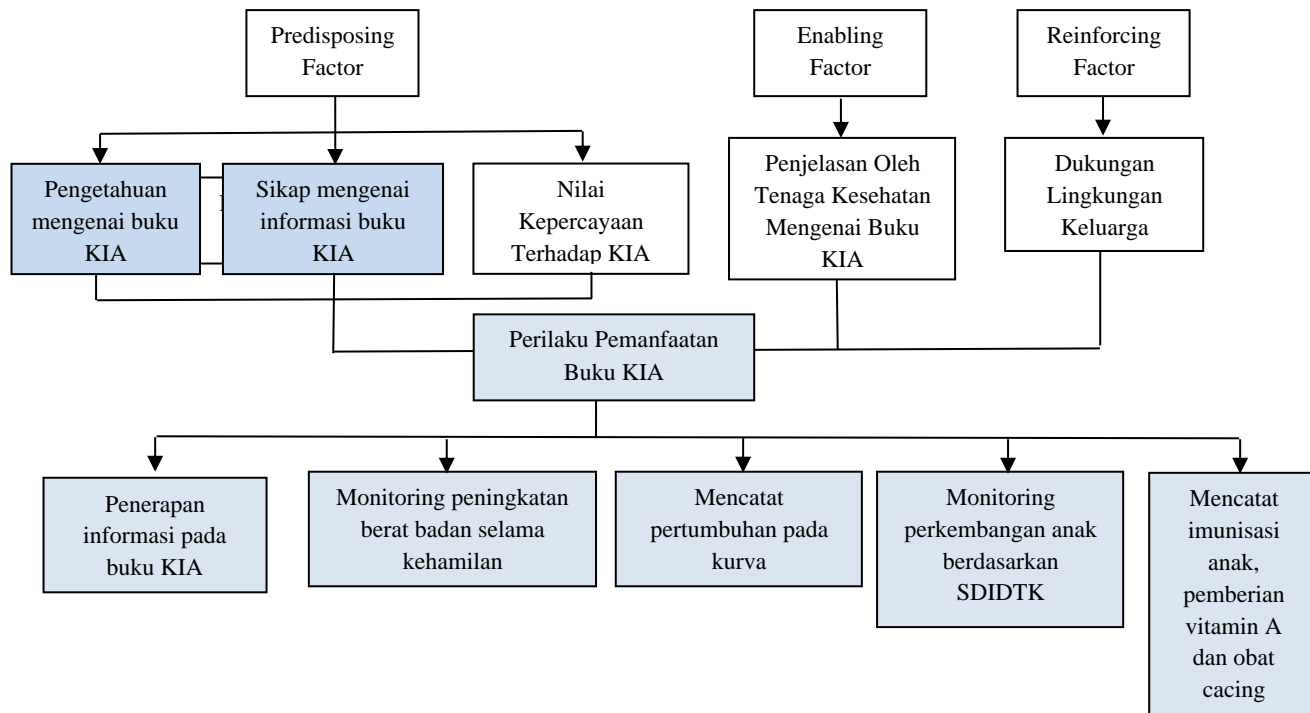 Predisposing
Factor
Enabling
Factor
Reinforcing
Factor
Pengetahuan
mengenai buku
KIA
Sikap mengenai
informasi buku
KIA
Nilai
Kepercayaan
Terhadap KIA
Penjelasan Oleh
Tenaga Kesehatan
Mengenai Buku
KIA
Dukungan
Lingkungan
Keluarga
Perilaku Pemanfaatan
Buku KIA
Penerapan
informasi pada
buku KIA
Monitoring peningkatan
berat badan selama
kehamilan
Mencatat
pertumbuhan pada
kurva
Monitoring
perkembangan anak
berdasarkan
SDIDTK
Mencatat
imunisasi
anak,
pemberian
vitamin A
dan obat
cacing